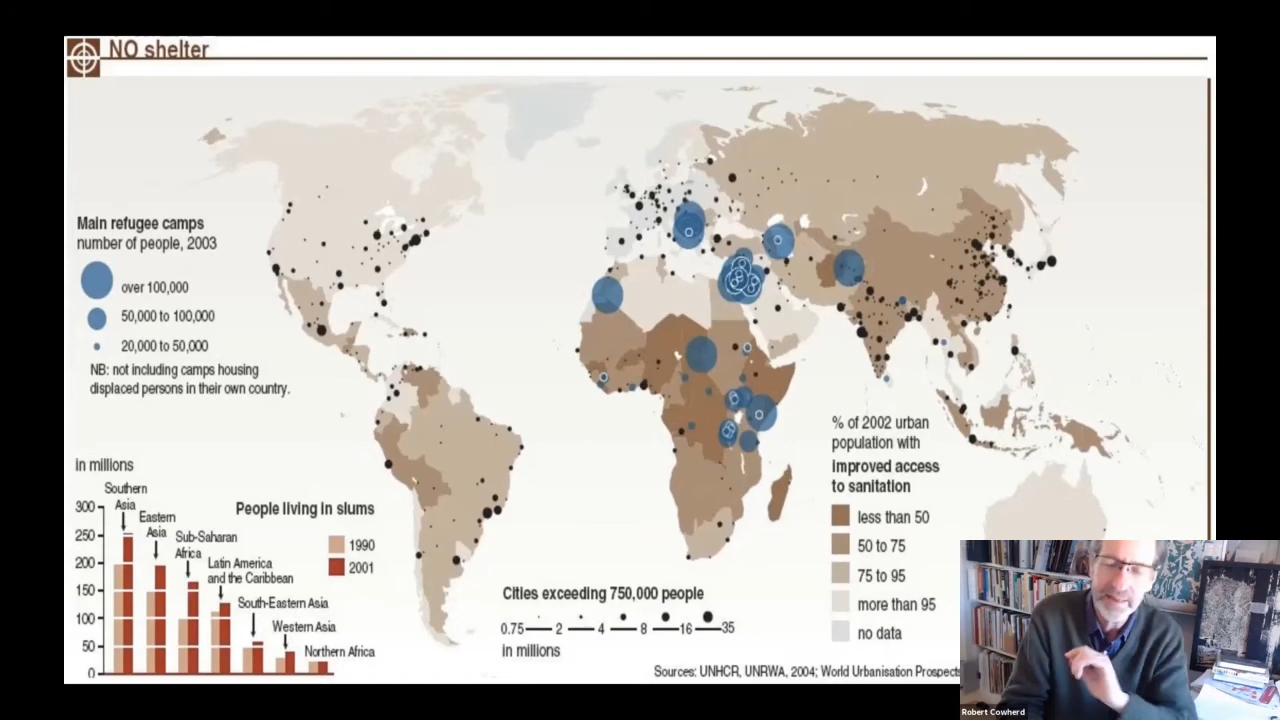 NO shelter
Main refugee camps
number of people, 2003
over 100,000
50,000 to 100,000
20,000 to 50,000
NB: not including camps housing
displaced persons in their own country.
in millions
300
250
200
150
100
50
0
Southern
Asia
Eastern
Asia
Sub-Saharan
Africa
Latin America
and the Caribbean
South-Eastern Asia
Western Asia
Northern Africa
People living in slums
1990
2001
Cities exceeding 750,000 people
0.75 2 4 8 16 35
in millions
% of 2002 urban
population with
improved access
to sanitation
less than 50
50 to 75
75 to 95
more than 95
no data
Sources: UNHCR, UNRWA, 2004; World Urbanisation Prospects
Robert Cowherd